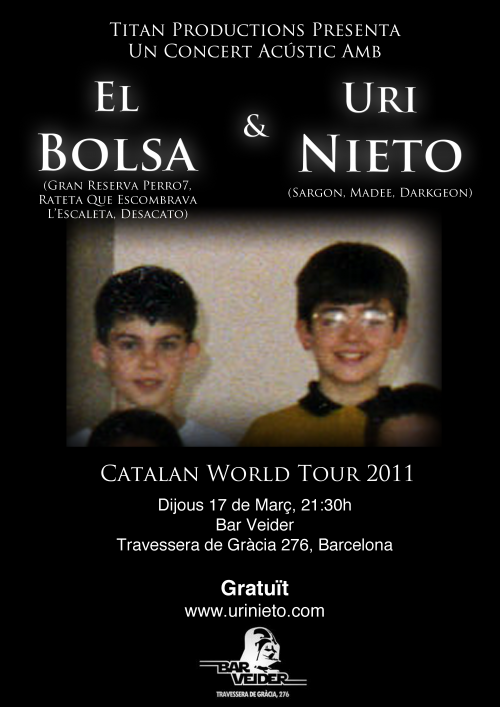 Titan Productions Presenta
Un Concert Acústic Amb
El
Bolsa
(Gran Reserva Perro7,
Rateta Que Escombrava
L'Escaleta, Desacato)
&
Uri
Nieto
(Sargon, Madee, Darkgeon)
Catalan World Tour 2011
Dijous 17 de Març, 21:30h
Bar Veider
Travessera de Gràcia 276, Barcelona
Gratuït
www.urinieto.com
BAR
VEIDER
TRAVESSERA DE GRÀCIA, 276